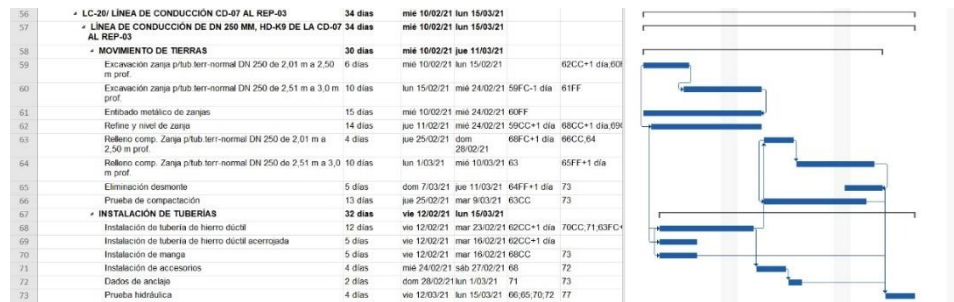 56 LC-20/ LÍNEA DE CONDUCCIÓN CD-07 AL REP-03 34 días mié 10/02/21 lun 15/03/21
57 LÍNEA DE CONDUCCIÓN DE DN 250 MM, HD-K9 DE LA CD-07 34 días mié 10/02/21 lun 15/03/21
AL REP-03
58 MOVIMIENTO DE TIERRAS 30 días mié 10/02/21 jue 11/03/21
59 Excavación zanja p/tub.terr-normal DN 250 de 2,01 m a 2,50 6 días mié 10/02/21 lun 15/02/21 62CC+1 día;60
m prof.
60 Excavación zanja p/tub.terr-normal DN 250 de 2,51 m a 3,0 m 10 días lun 15/02/21 mié 24/02/21 59FC-1 día 61FF
prof.
61 Entibado metálico de zanjas 15 días mié 10/02/21 mié 24/02/21 60FF
62 Refine y nivel de zanja 14 días jue 11/02/21 mié 24/02/21 59CC+1 día 68CC+1 día;69
63 Relleno comp. Zanja p/tub.terr-normal DN 250 de 2,01 m a 4 días jue 25/02/21 dom 68FC+1 día 66CC;64
2,50 m prof. 28/02/21
64 Relleno comp. Zanja p/tub.terr-normal DN 250 de 2,51 m a 3,0 10 días lun 1/03/21 mié 10/03/21 63 65FF+1 día
m prof.
65 Eliminación desmonte 5 días dom 7/03/21 jue 11/03/21 64FF+1 día 73
66 Prueba de compactación 13 días jue 25/02/21 mar 9/03/21 63CC 73
67 INSTALACIÓN DE TUBERÍAS 32 días vie 12/02/21 lun 15/03/21
68 Instalación de tubería de hierro dúctil 12 días vie 12/02/21 mar 23/02/21 62CC+1 día 70CC;71;63FC+
69 Instalación de tubería de hierro dúctil acerrojada 5 días vie 12/02/21 mar 16/02/21 62CC+1 día
70 Instalación de manga 5 días vie 12/02/21 mar 16/02/21 68CC 73
71 Instalación de accesorios 4 días mié 24/02/21 sáb 27/02/21 68 72
72 Dados de anclaje 2 días dom 28/02/21 lun 1/03/21 71 73
73 Prueba hidráulica 4 días vie 12/03/21 lun 15/03/21 66;65;70;72 77